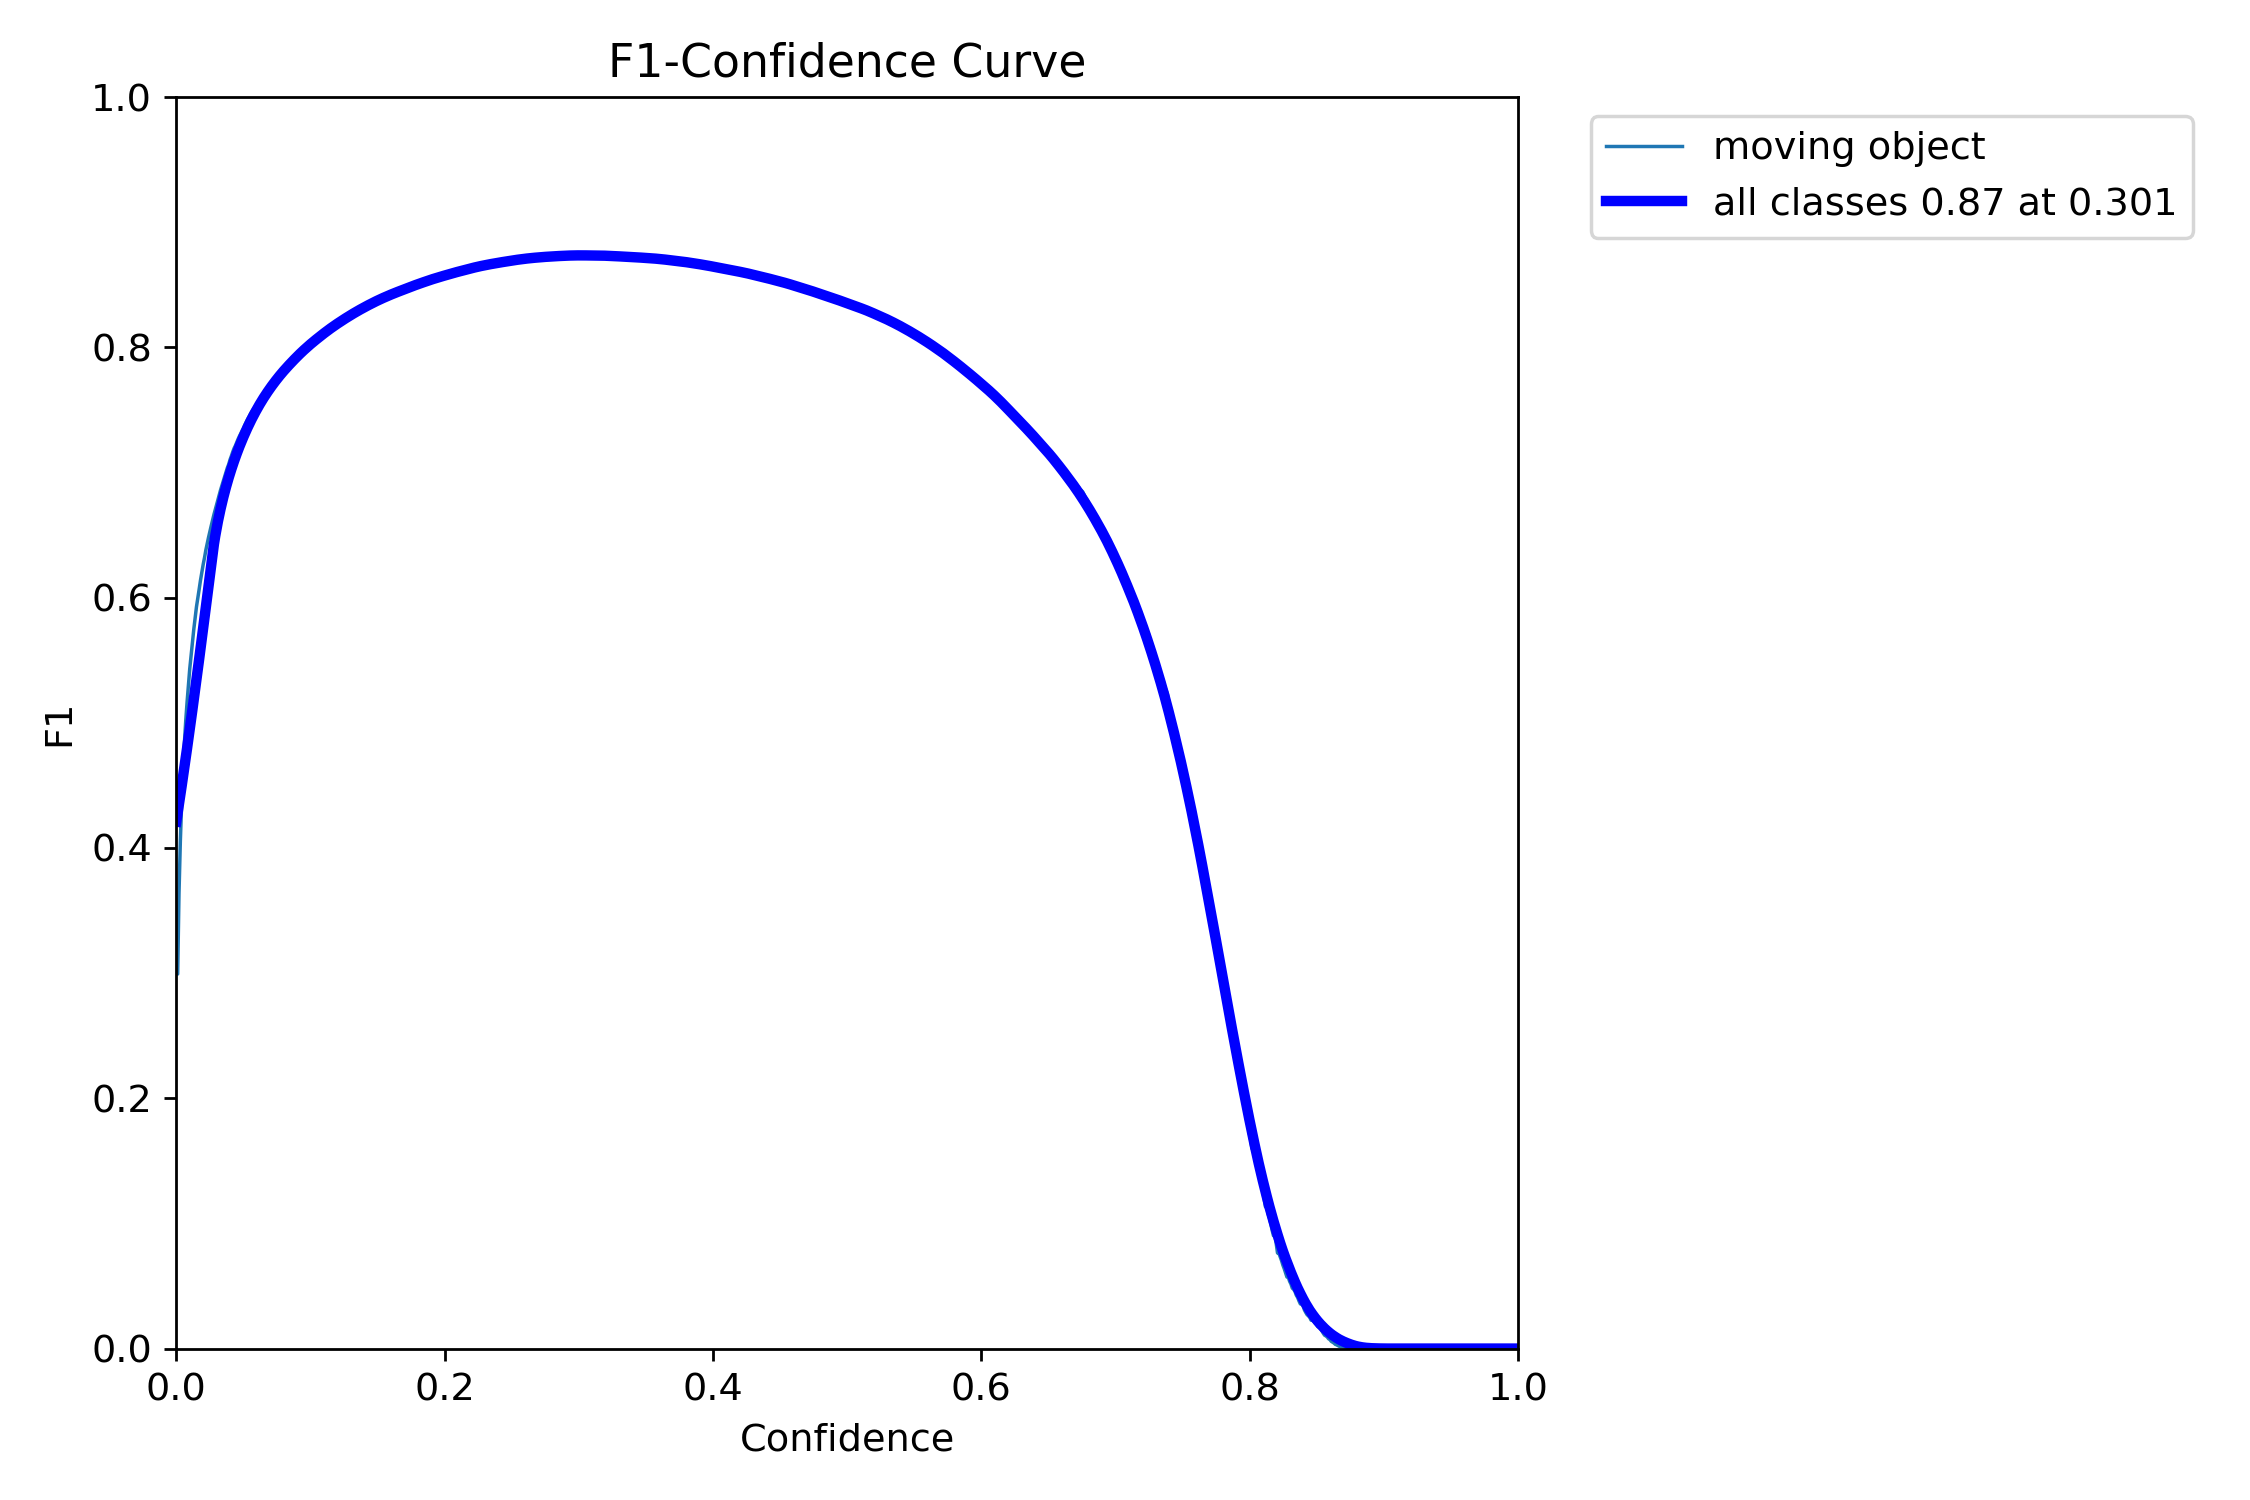 F1-Confidence Curve
1.0
0.8
0.6
0.4
0.2
0.0
F1
0.0 0.2 0.4 0.6 0.8 1.0
Confidence
moving object
all classes 0.87 at 0.301